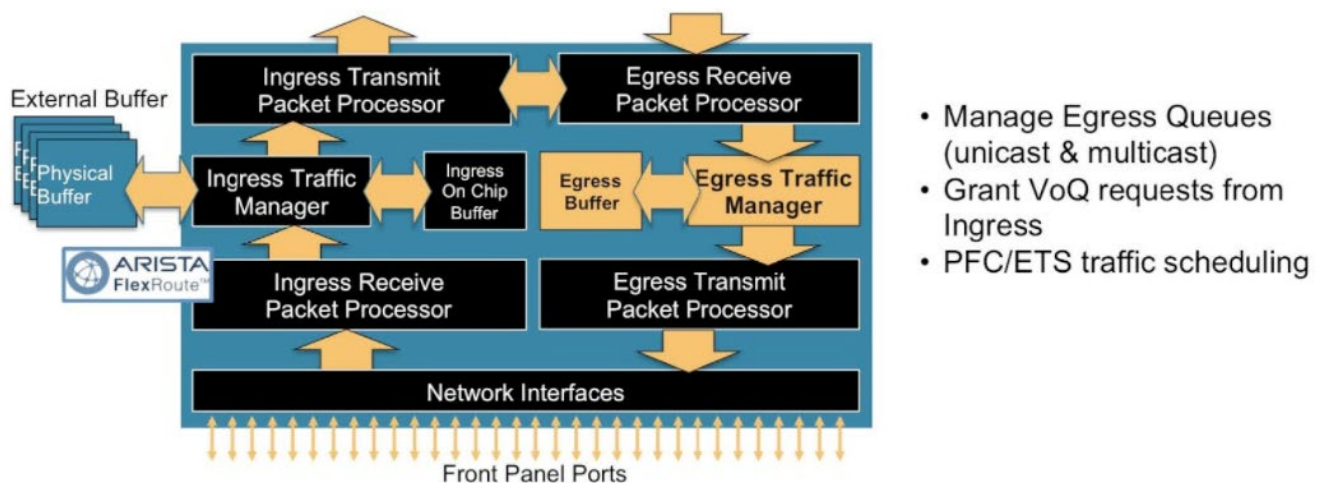 Ingress Transmit
Packet Processor
Egress Receive
Packet Processor
External Buffer
Physical
Buffer
Ingress Traffic
Manager
Ingress
On Chip
Buffer
Egress
Buffer
Egress Traffic
Manager
ARISTA
FlexRoute™
Ingress Receive
Packet Processor
Egress Transmit
Packet Processor
Network Interfaces
Front Panel Ports
• Manage Egress Queues
(unicast & multicast)
• Grant VoQ requests from
Ingress
• PFC/ETS traffic scheduling